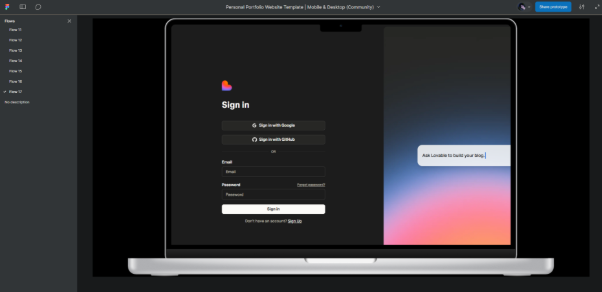 Personal Portfolio Website Template | Mobile & Desktop (Community)
Share prototype
Flows
Flow 11
Flow 12
Flow 13
Flow 14
Flow 15
Flow 16
Flow 17
No description
Sign in
Sign in with Google
Sign in with GitHub
OR
Email
Email
Password Forgot password?
Password
Sign in
Don't have an account? Sign Up
Ask Lovable to build your blog.